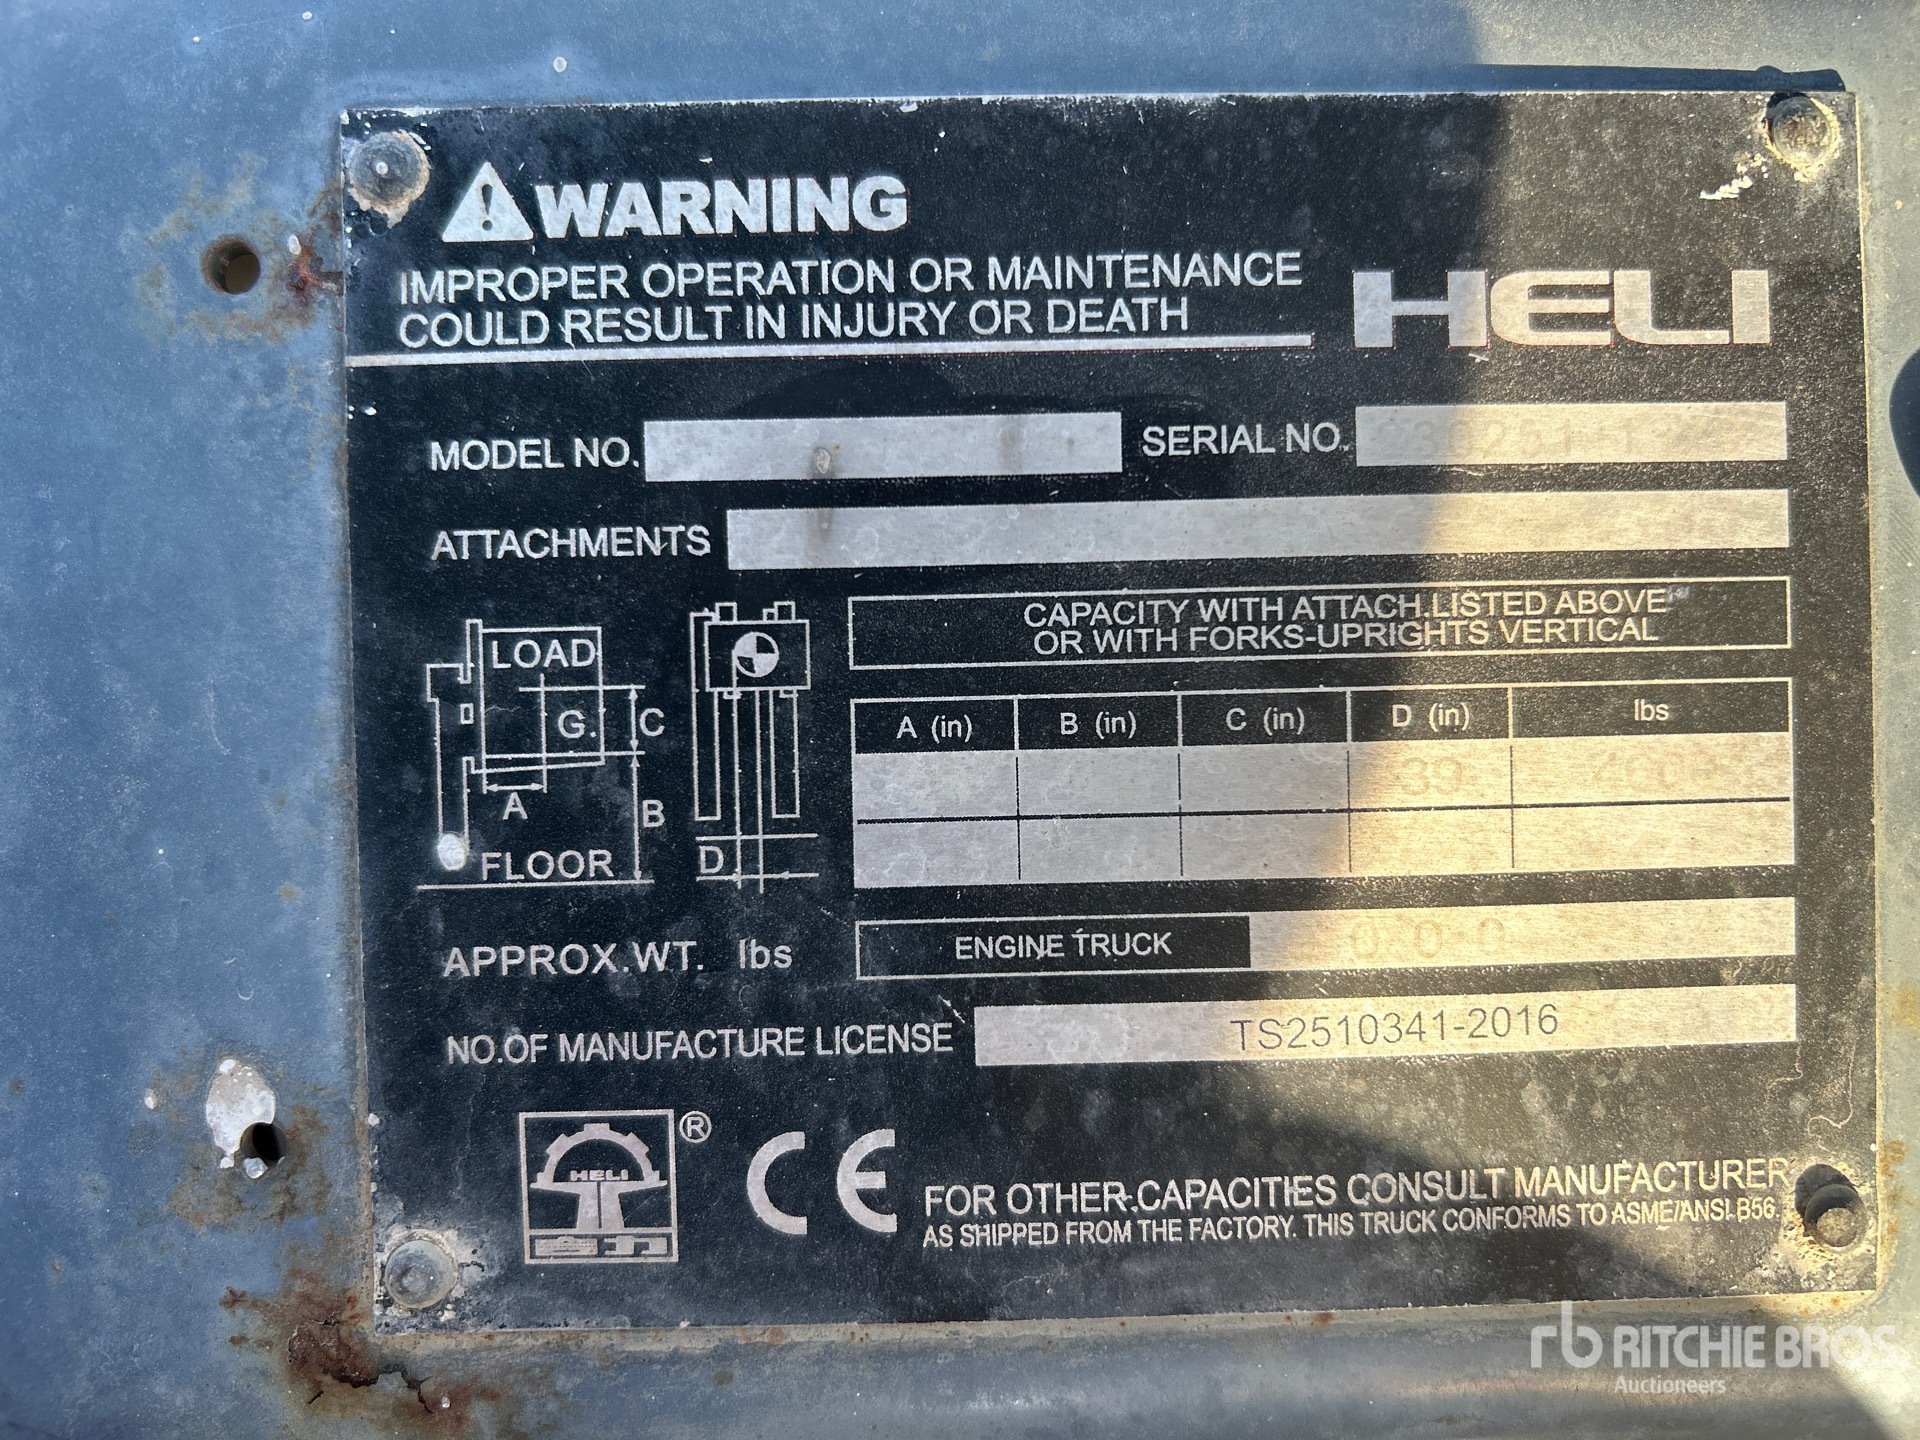 WARNING
IMPROPER OPERATION OR MAINTENANCE
COULD RESULT IN INJURY OR DEATH
HELI
MODEL NO.
SERIAL NO.
ATTACHMENTS
CAPACITY WITH ATTACH.LISTED ABOVE
OR WITH FORKS-UPRIGHTS VERTICAL
LOAD
G.
C
A
B
FLOOR
D
A (in) B (in) C (in) D (in) lbs
39
APPROX.WT. lbs
ENGINE TRUCK
NO.OF MANUFACTURE LICENSE TS2510341-2016
HELI
合力
®
CE
FOR OTHER CAPACITIES CONSULT MANUFACTURER
AS SHIPPED FROM THE FACTORY. THIS TRUCK CONFORMS TO ASME/ANSI B56.
rb RITCHIE BROS.
Auctioneers